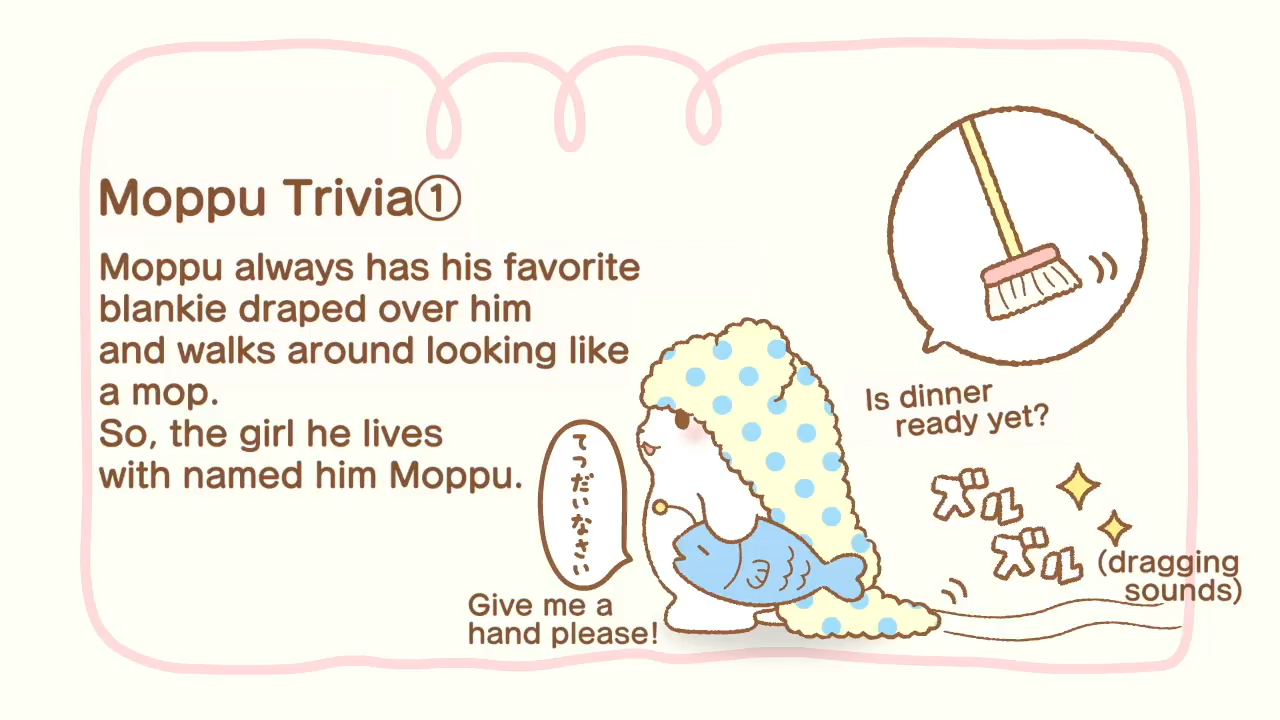 Moppu Trivia①
Moppu always has his favorite
blankie draped over him
and walks around looking like
a mop.
So, the girl he lives
with named him Moppu.
てつだいなさい
Give me a
hand please!
Is dinner
ready yet?
ズル
ズル
(dragging
sounds)